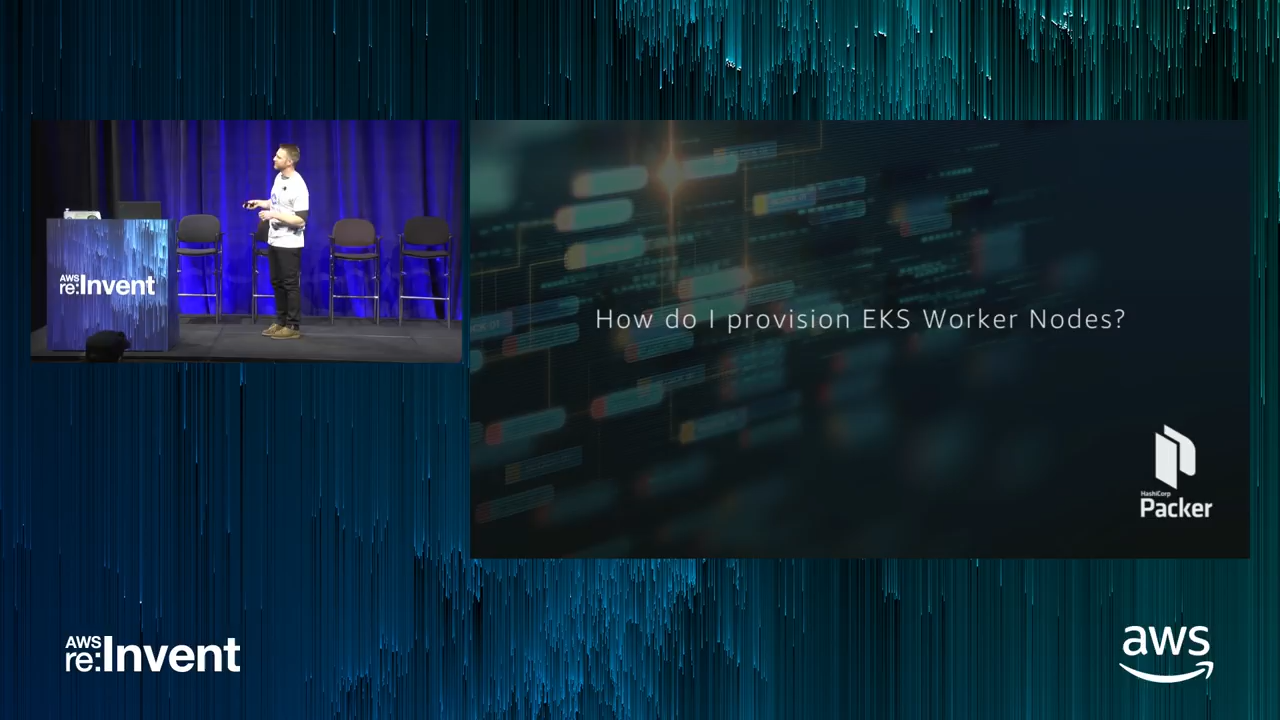 AWS
re:Invent
How do I provision EKS Worker Nodes?
HashiCorp
Packer
AWS
re:Invent
aws